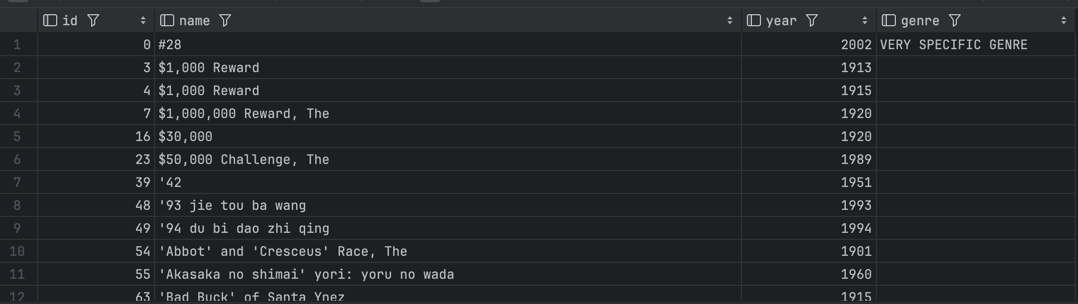 id name year genre
1 0 #28 2002 VERY SPECIFIC GENRE
2 3 $1,000 Reward 1913
3 4 $1,000 Reward 1915
4 7 $1,000,000 Reward, The 1920
5 16 $30,000 1920
6 23 $50,000 Challenge, The 1989
7 39 '42 1951
8 48 '93 jie tou ba wang 1993
9 49 '94 du bi dao zhi qing 1994
10 54 'Abbot' and 'Cresceus' Race, The 1901
11 55 'Akasaka no shimai' yori: yoru no wada 1960
12 63 'Bad Buck' of Santa Ynez 1915